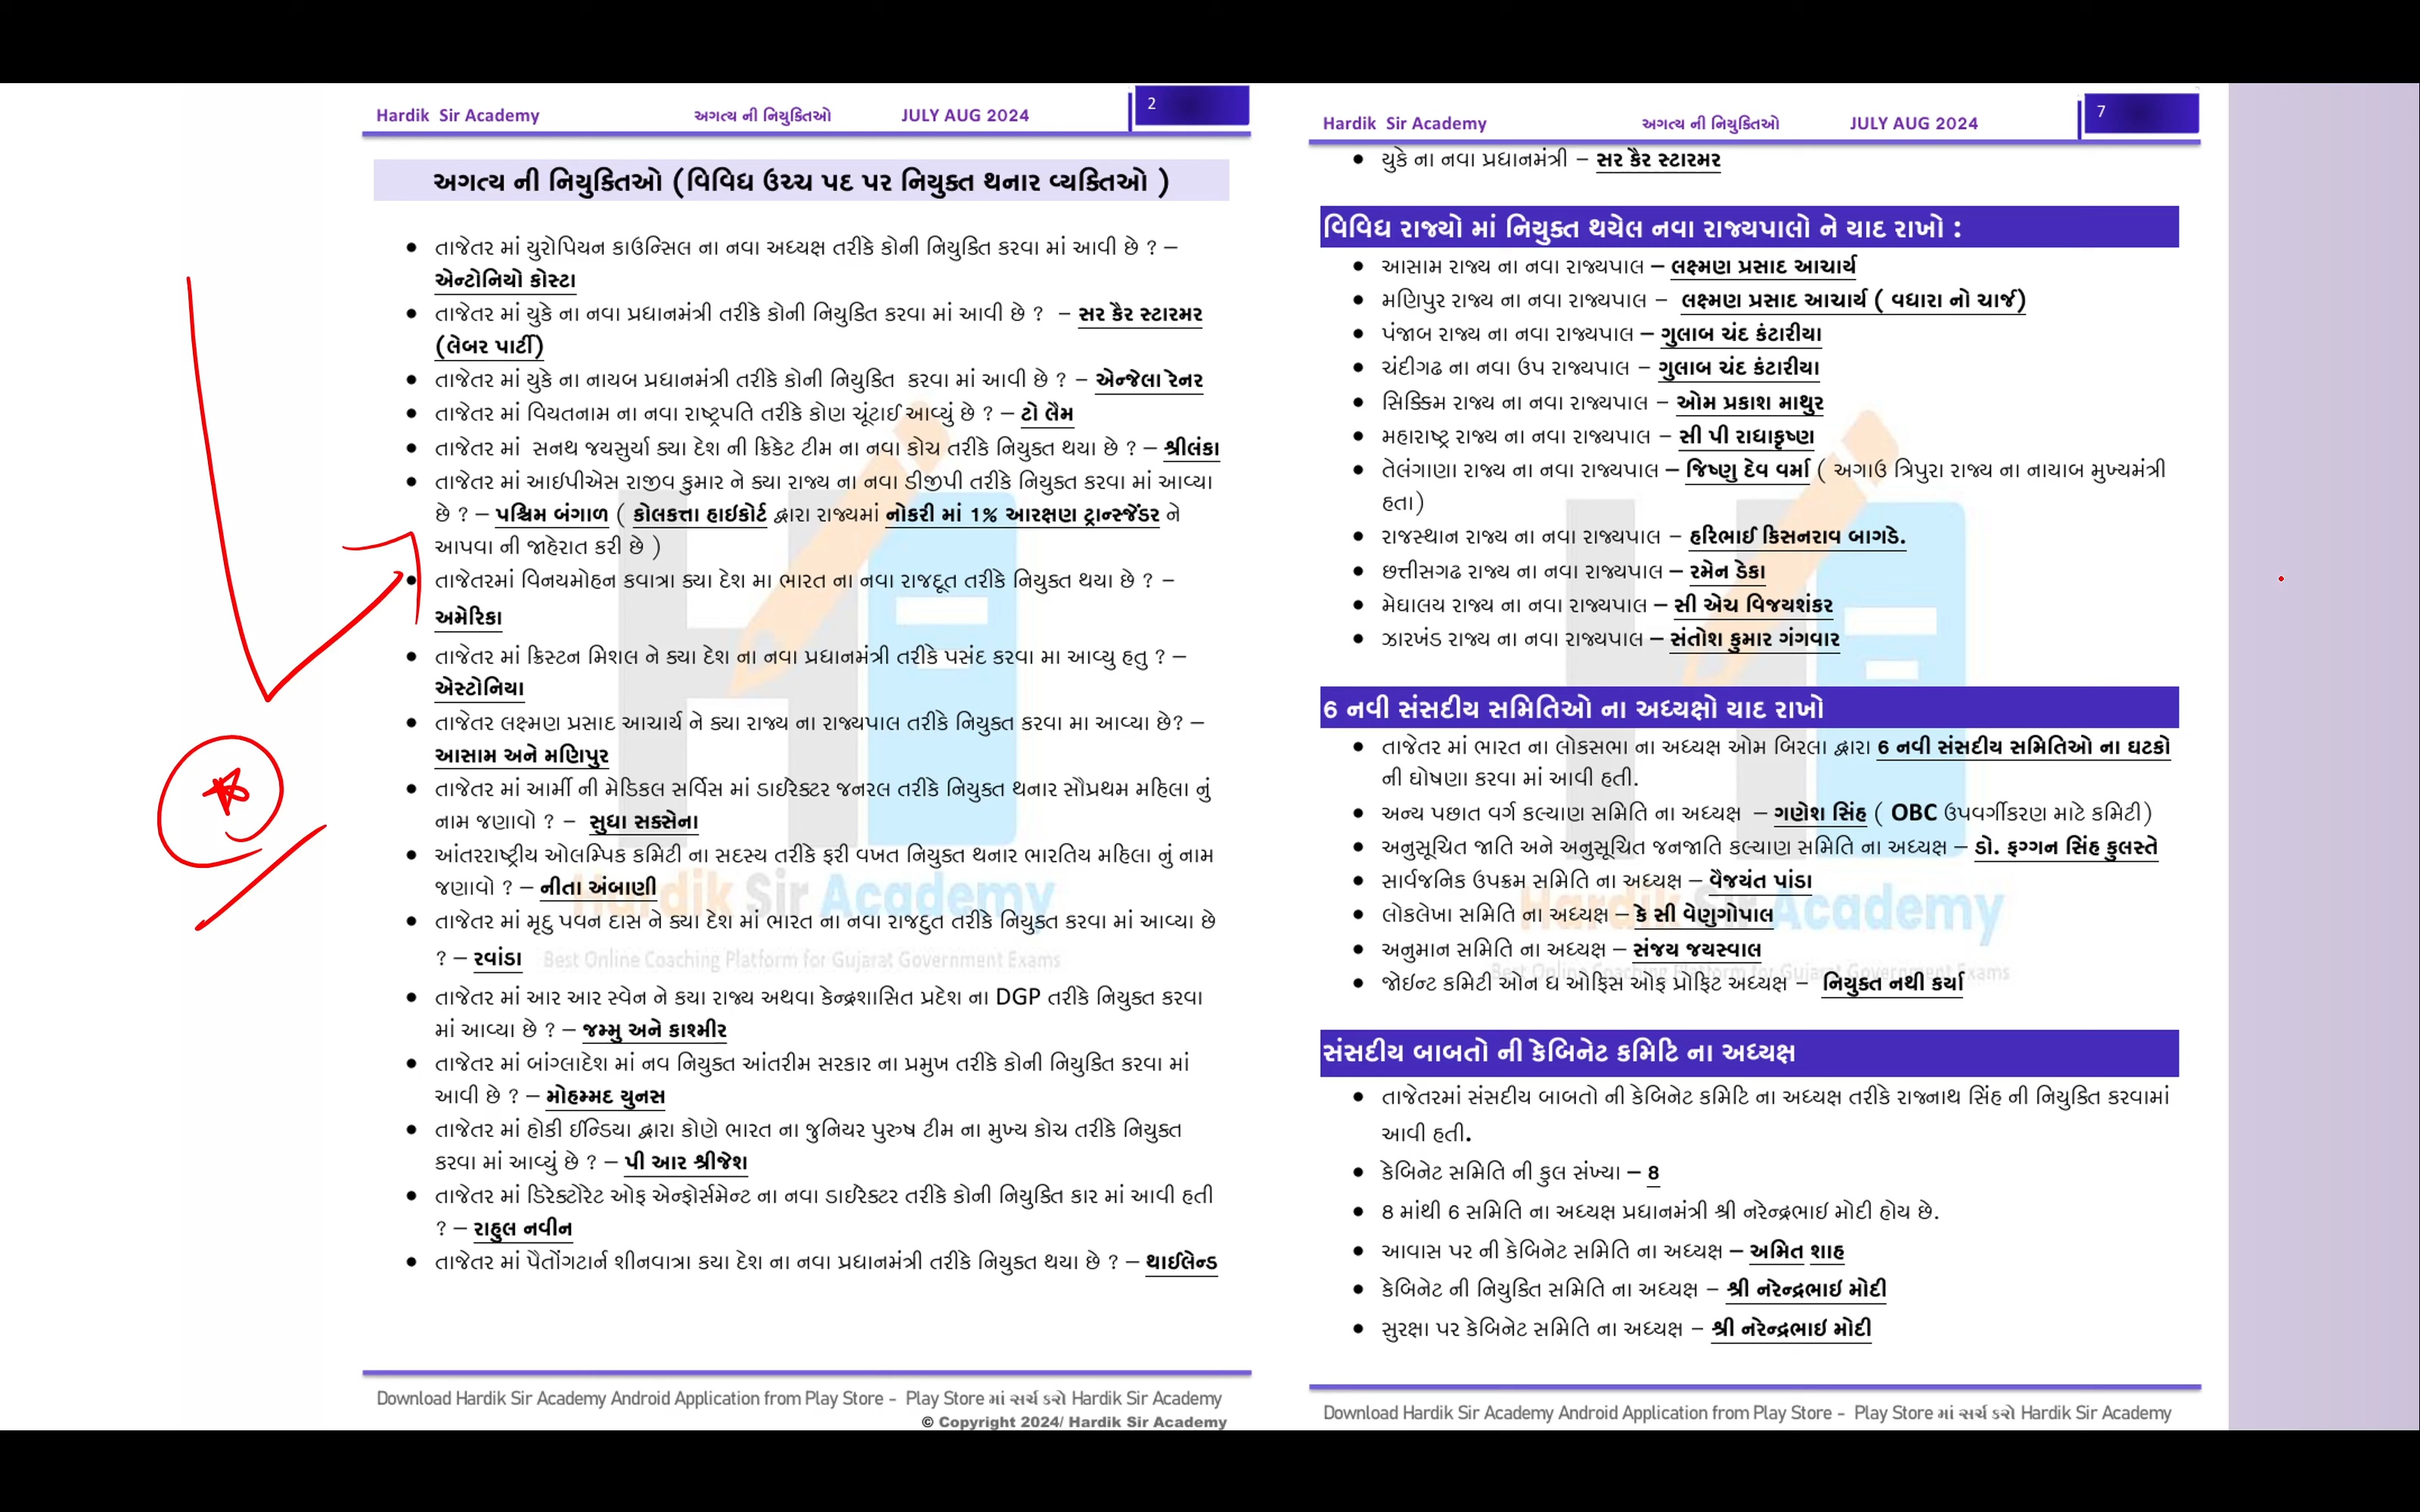 Hardik Sir Academy અગત્ય ની નિયુક્તિઓ JULY AUG 2024 2
અગત્ય ની નિયુક્તિઓ (વિવિધ ઉચ્ચ પદ પર નિયુક્ત થનાર વ્યક્તિઓ )
• તાજેતર માં યુરોપિયન કાઉન્સિલ ના નવા અધ્યક્ષ તરીકે કોની નિયુક્તિ કરવા માં આવી છે ? –
એન્ટોનિયો કોસ્ટા
• તાજેતર માં યુકે ના નવા પ્રધાનમંત્રી તરીકે કોની નિયુક્તિ કરવા માં આવી છે ? – સર કૈર સ્ટારમર
(લેબર પાર્ટી)
• તાજેતર માં યુકે ના નાયબ પ્રધાનમંત્રી તરીકે કોની નિયુક્તિ કરવા માં આવી છે ? – એન્જેલા રેનર
• તાજેતર માં વિયતનામ ના નવા રાષ્ટ્રપતિ તરીકે કોણ ચૂંટાઈ આવ્યું છે ? – ટો લૈમ
• તાજેતર માં સનથ જયસુર્યા ક્યા દેશ ની ક્રિકેટ ટીમ ના નવા કોચ તરીકે નિયુક્ત થયા છે ? – શ્રીલંકા
• તાજેતર માં આઈપીએસ રાજીવ કુમાર ને ક્યા રાજ્ય ના નવા ડીજીપી તરીકે નિયુક્ત કરવા માં આવ્યા
છે ? – પશ્ચિમ બંગાળ ( કોલકત્તા હાઇકોર્ટ દ્વારા રાજ્યમાં નોકરી માં 1% આરક્ષણ ટ્રાન્સ્જેંડર ને
આપવા ની જાહેરાત કરી છે )
• તાજેતરમાં વિનયમોહન કવાત્રા ક્યા દેશ મા ભારત ના નવા રાજદૂત તરીકે નિયુક્ત થયા છે ? –
અમેરિકા
• તાજેતર માં ક્રિસ્ટન મિશલ ને ક્યા દેશ ના નવા પ્રધાનમંત્રી તરીકે પસંદ કરવા મા આવ્યુ હતુ ? –
એસ્ટોનિયા
• તાજેતર લક્ષ્મણ પ્રસાદ આચાર્ય ને ક્યા રાજ્ય ના રાજ્યપાલ તરીકે નિયુક્ત કરવા મા આવ્યા છે? –
આસામ અને મણિપુર
• તાજેતર માં આર્મી ની મેડિકલ સર્વિસ માં ડાઈરેક્ટર જનરલ તરીકે નિયુક્ત થનાર સૌપ્રથમ મહિલા નું
નામ જણાવો ? – સુધા સક્સેના
• આંતરરાષ્ટ્રીય ઓલમ્પિક કમિટી ના સદસ્ય તરીકે ફરી વખત નિયુક્ત થનાર ભારતિય મહિલા નું નામ
જણાવો ? – નીતા અંબાણી
• તાજેતર માં મૃદુ પવન દાસ ને ક્યા દેશ માં ભારત ના નવા રાજદુત તરીકે નિયુક્ત કરવા માં આવ્યા છે
? – રવાંડા
• તાજેતર માં આર આર સ્વેન ને કયા રાજ્ય અથવા કેન્દ્રશાસિત પ્રદેશ ના DGP તરીકે નિયુક્ત કરવા
માં આવ્યા છે ? – જમ્મુ અને કાશ્મીર
• તાજેતર માં બાંગ્લાદેશ માં નવ નિયુક્ત આંતરીમ સરકાર ના પ્રમુખ તરીકે કોની નિયુક્તિ કરવા માં
આવી છે ? – મોહમ્મદ યુનસ
• તાજેતર માં હોકી ઈન્ડિયા દ્વારા કોણે ભારત ના જુનિયર પુરુષ ટીમ ના મુખ્ય કોચ તરીકે નિયુક્ત
કરવા માં આવ્યું છે ? – પી આર શ્રીજેશ
• તાજેતર માં ડિરેક્ટોરેટ ઓફ એન્ફોર્સમેન્ટ ના નવા ડાઈરેક્ટર તરીકે કોની નિયુક્તિ કાર માં આવી હતી
? – રાહુલ નવીન
• તાજેતર માં પૈતોંગટાર્ન શીનવાત્રા કયા દેશ ના નવા પ્રધાનમંત્રી તરીકે નિયુક્ત થયા છે ? – થાઈલેન્ડ
Hardik Sir Academy
Best Online Coaching Platform for Gujarat Government Exams
Download Hardik Sir Academy Android Application from Play Store - Play Store માં સર્ચ કરો Hardik Sir Academy
© Copyright 2024/ Hardik Sir Academy
Hardik Sir Academy અગત્ય ની નિયુક્તિઓ JULY AUG 2024 7
• યુકે ના નવા પ્રધાનમંત્રી – સર કૈર સ્ટારમર
વિવિધ રાજ્યો માં નિયુક્ત થયેલ નવા રાજ્યપાલો ને યાદ રાખો :
• આસામ રાજ્ય ના નવા રાજ્યપાલ – લક્ષ્મણ પ્રસાદ આચાર્ય
• મણિપુર રાજ્ય ના નવા રાજ્યપાલ – લક્ષ્મણ પ્રસાદ આચાર્ય ( વધારા નો ચાર્જ)
• પંજાબ રાજ્ય ના નવા રાજ્યપાલ – ગુલાબ ચંદ કંટારીયા
• ચંદીગઢ ના નવા ઉપ રાજ્યપાલ – ગુલાબ ચંદ કંટારીયા
• સિક્કિમ રાજ્ય ના નવા રાજ્યપાલ – ઓમ પ્રકાશ માથુર
• મહારાષ્ટ્ર રાજ્ય ના નવા રાજ્યપાલ – સી પી રાધાકૃષ્ણ
• તેલંગાણા રાજ્ય ના નવા રાજ્યપાલ – જિષ્ણુ દેવ વર્મા ( અગાઉ ત્રિપુરા રાજ્ય ના નાયાબ મુખ્યમંત્રી
હતા)
• રાજસ્થાન રાજ્ય ના નવા રાજ્યપાલ – હરિભાઈ કિસનરાવ બાગડે.
• છત્તીસગઢ રાજ્ય ના નવા રાજ્યપાલ – રમેન ડેકા
• મેઘાલય રાજ્ય ના નવા રાજ્યપાલ – સી એચ વિજયશંકર
• ઝારખંડ રાજ્ય ના નવા રાજ્યપાલ – સંતોશ કુમાર ગંગવાર
6 નવી સંસદીય સમિતિઓ ના અધ્યક્ષો યાદ રાખો
• તાજેતર માં ભારત ના લોકસભા ના અધ્યક્ષ ઓમ બિરલા દ્વારા 6 નવી સંસદીય સમિતિઓ ના ઘટકો
ની ઘોષણા કરવા માં આવી હતી.
• અન્ય પછાત વર્ગ કલ્યાણ સમિતિ ના અધ્યક્ષ – ગણેશ સિંહ ( OBC ઉપવર્ગીકરણ માટે કમિટી)
• અનુસૂચિત જાતિ અને અનુસૂચિત જનજાતિ કલ્યાણ સમિતિ ના અધ્યક્ષ – ડો. ફગ્ગન સિંહ કુલસ્તે
• સાર્વજનિક ઉપક્રમ સમિતિ ના અધ્યક્ષ – વૈજયંત પાંડા
• લોકલેખા સમિતિ ના અધ્યક્ષ – કે સી વેણુગોપાલ
• અનુમાન સમિતિ ના અધ્યક્ષ – સંજય જયસ્વાલ
• જોઈન્ટ કમિટી ઓન ધ ઓફિસ ઓફ પ્રોફિટ અધ્યક્ષ – નિયુક્ત નથી કર્યા
Hardik Sir Academy
Best Online Coaching Platform for Gujarat Government Exams
સંસદીય બાબતો ની કેબિનેટ કમિટિ ના અધ્યક્ષ
• તાજેતરમાં સંસદીય બાબતો ની કેબિનેટ કમિટિ ના અધ્યક્ષ તરીકે રાજનાથ સિંહ ની નિયુક્તિ કરવામાં
આવી હતી.
• કેબિનેટ સમિતિ ની કુલ સંખ્યા – 8
• 8 માંથી 6 સમિતિ ના અધ્યક્ષ પ્રધાનમંત્રી શ્રી નરેન્દ્રભાઈ મોદી હોય છે.
• આવાસ પર ની કેબિનેટ સમિતિ ના અધ્યક્ષ – અમિત શાહ
• કેબિનેટ ની નિયુક્તિ સમિતિ ના અધ્યક્ષ – શ્રી નરેન્દ્રભાઇ મોદી
• સુરક્ષા પર કેબિનેટ સમિતિ ના અધ્યક્ષ – શ્રી નરેન્દ્રભાઇ મોદી
Download Hardik Sir Academy Android Application from Play Store - Play Store માં સર્ચ કરો Hardik Sir Academy